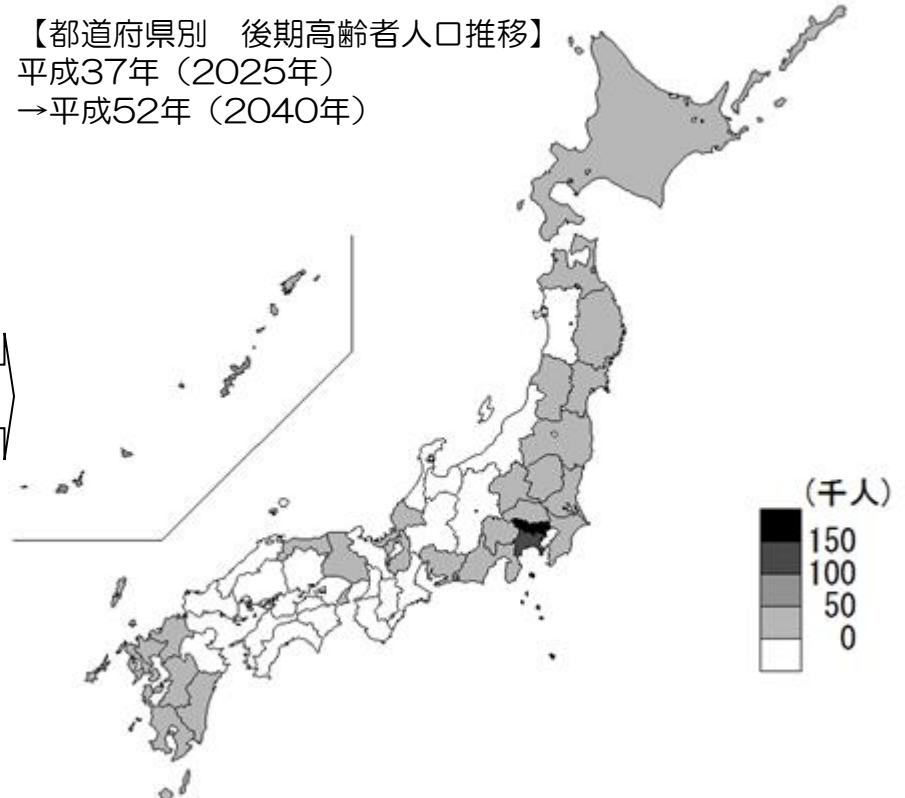 【都道府県別　後期高齢者人口推移】
平成37年（2025年）
→平成52年（2040年）
（千人）
150
100
50
0